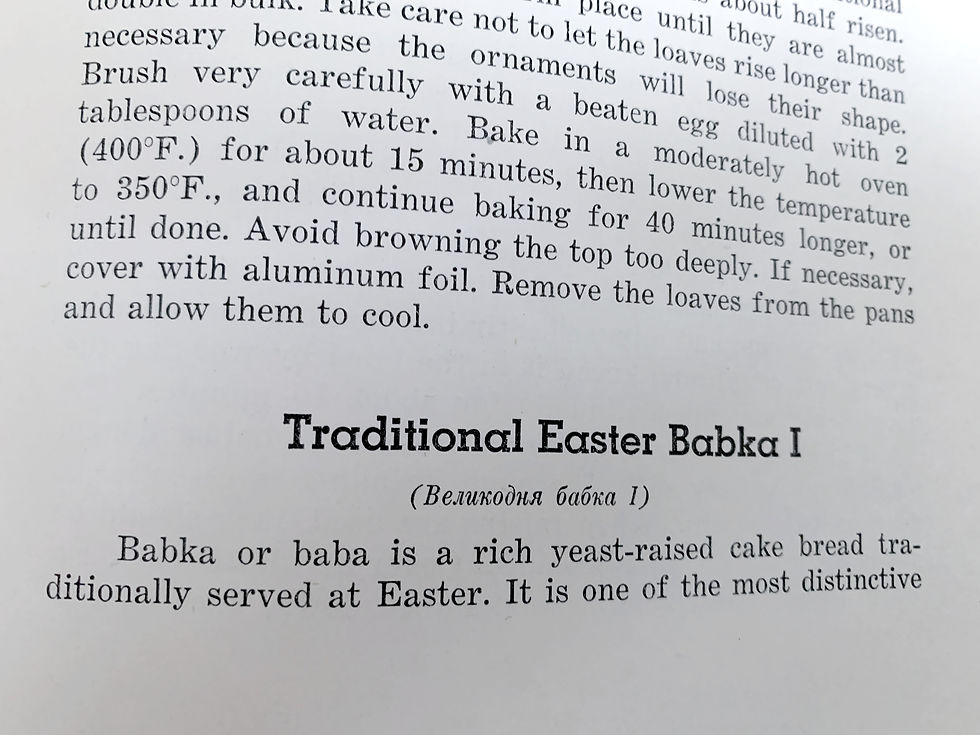 place until they are almost
double in bulk. Take care not to let the loaves rise longer than
necessary because the ornaments will lose their shape.
Brush very carefully with a beaten egg diluted with 2
tablespoons of water. Bake in a moderately hot oven
(400°F.) for about 15 minutes, then lower the temperature
to 350°F., and continue baking for 40 minutes longer, or
until done. Avoid browning the top too deeply. If necessary,
cover with aluminum foil. Remove the loaves from the pans
and allow them to cool.
Traditional Easter Babka I
(Великодня бабка I)
Babka or baba is a rich yeast-raised cake bread tra-
ditionally served at Easter. It is one of the most distinctive